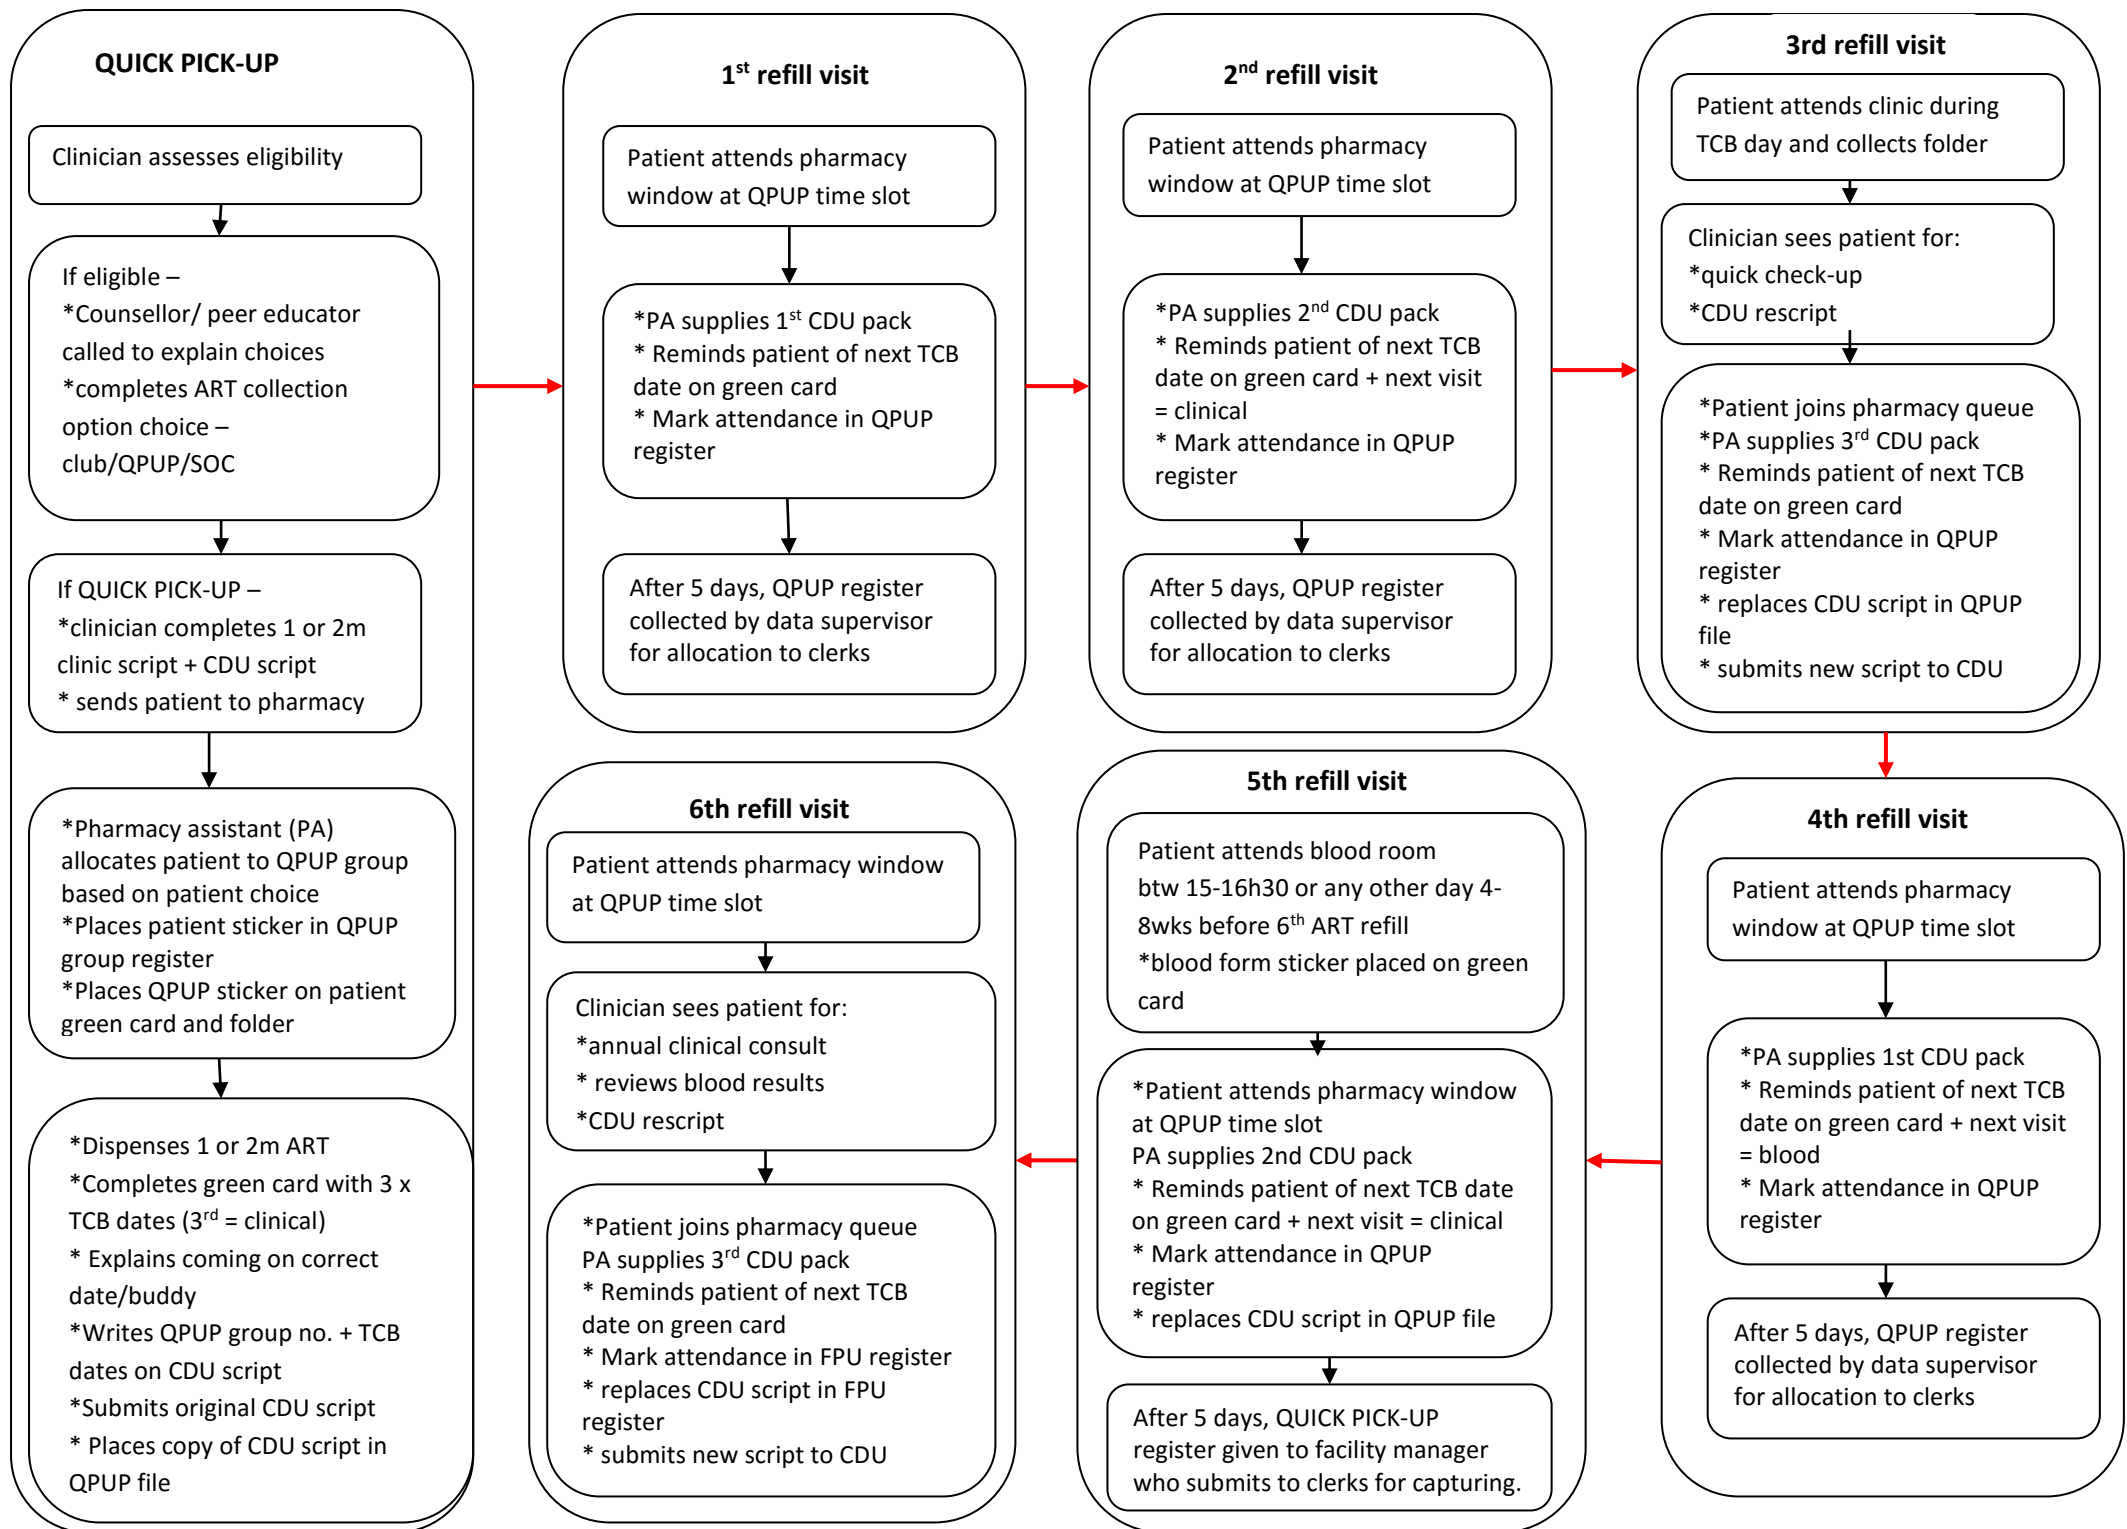 QUICK PICK-UP
Clinician assesses eligibility
If eligible –
*Counsellor/ peer educator
called to explain choices
*completes ART collection
option choice –
club/QPUP/SOC
If QUICK PICK-UP –
*clinician completes 1 or 2m
clinic script + CDU script
* sends patient to pharmacy
*Pharmacy assistant (PA)
allocates patient to QPUP group
based on patient choice
*Places patient sticker in QPUP
group register
*Places QPUP sticker on patient
green card and folder
*Dispenses 1 or 2m ART
*Completes green card with 3 x
TCB dates (3rd = clinical)
* Explains coming on correct
date/buddy
*Writes QPUP group no. + TCB
dates on CDU script
*Submits original CDU script
* Places copy of CDU script in
QPUP file
1st refill visit
Patient attends pharmacy
window at QPUP time slot
*PA supplies 1st CDU pack
* Reminds patient of next TCB
date on green card
* Mark attendance in QPUP
register
After 5 days, QPUP register
collected by data supervisor
for allocation to clerks
2nd refill visit
Patient attends pharmacy
window at QPUP time slot
*PA supplies 2nd CDU pack
* Reminds patient of next TCB
date on green card + next visit
= clinical
* Mark attendance in QPUP
register
After 5 days, QPUP register
collected by data supervisor
for allocation to clerks
3rd refill visit
Patient attends clinic during
TCB day and collects folder
Clinician sees patient for:
*quick check-up
*CDU rescript
*Patient joins pharmacy queue
*PA supplies 3rd CDU pack
* Reminds patient of next TCB
date on green card
* Mark attendance in QPUP
register
* replaces CDU script in QPUP
file
* submits new script to CDU
4th refill visit
Patient attends pharmacy
window at QPUP time slot
*PA supplies 1st CDU pack
* Reminds patient of next TCB
date on green card + next visit
= blood
* Mark attendance in QPUP
register
After 5 days, QPUP register
collected by data supervisor
for allocation to clerks
5th refill visit
Patient attends blood room
btw 15-16h30 or any other day 4-
8wks before 6th ART refill
*blood form sticker placed on green
card
*Patient attends pharmacy window
at QPUP time slot
PA supplies 2nd CDU pack
* Reminds patient of next TCB date
on green card + next visit = clinical
* Mark attendance in QPUP
register
* replaces CDU script in QPUP file
After 5 days, QUICK PICK-UP
register given to facility manager
who submits to clerks for capturing.
6th refill visit
Patient attends pharmacy window
at QPUP time slot
Clinician sees patient for:
*annual clinical consult
* reviews blood results
*CDU rescript
*Patient joins pharmacy queue
PA supplies 3rd CDU pack
* Reminds patient of next TCB
date on green card
* Mark attendance in FPU register
* replaces CDU script in FPU
register
* submits new script to CDU